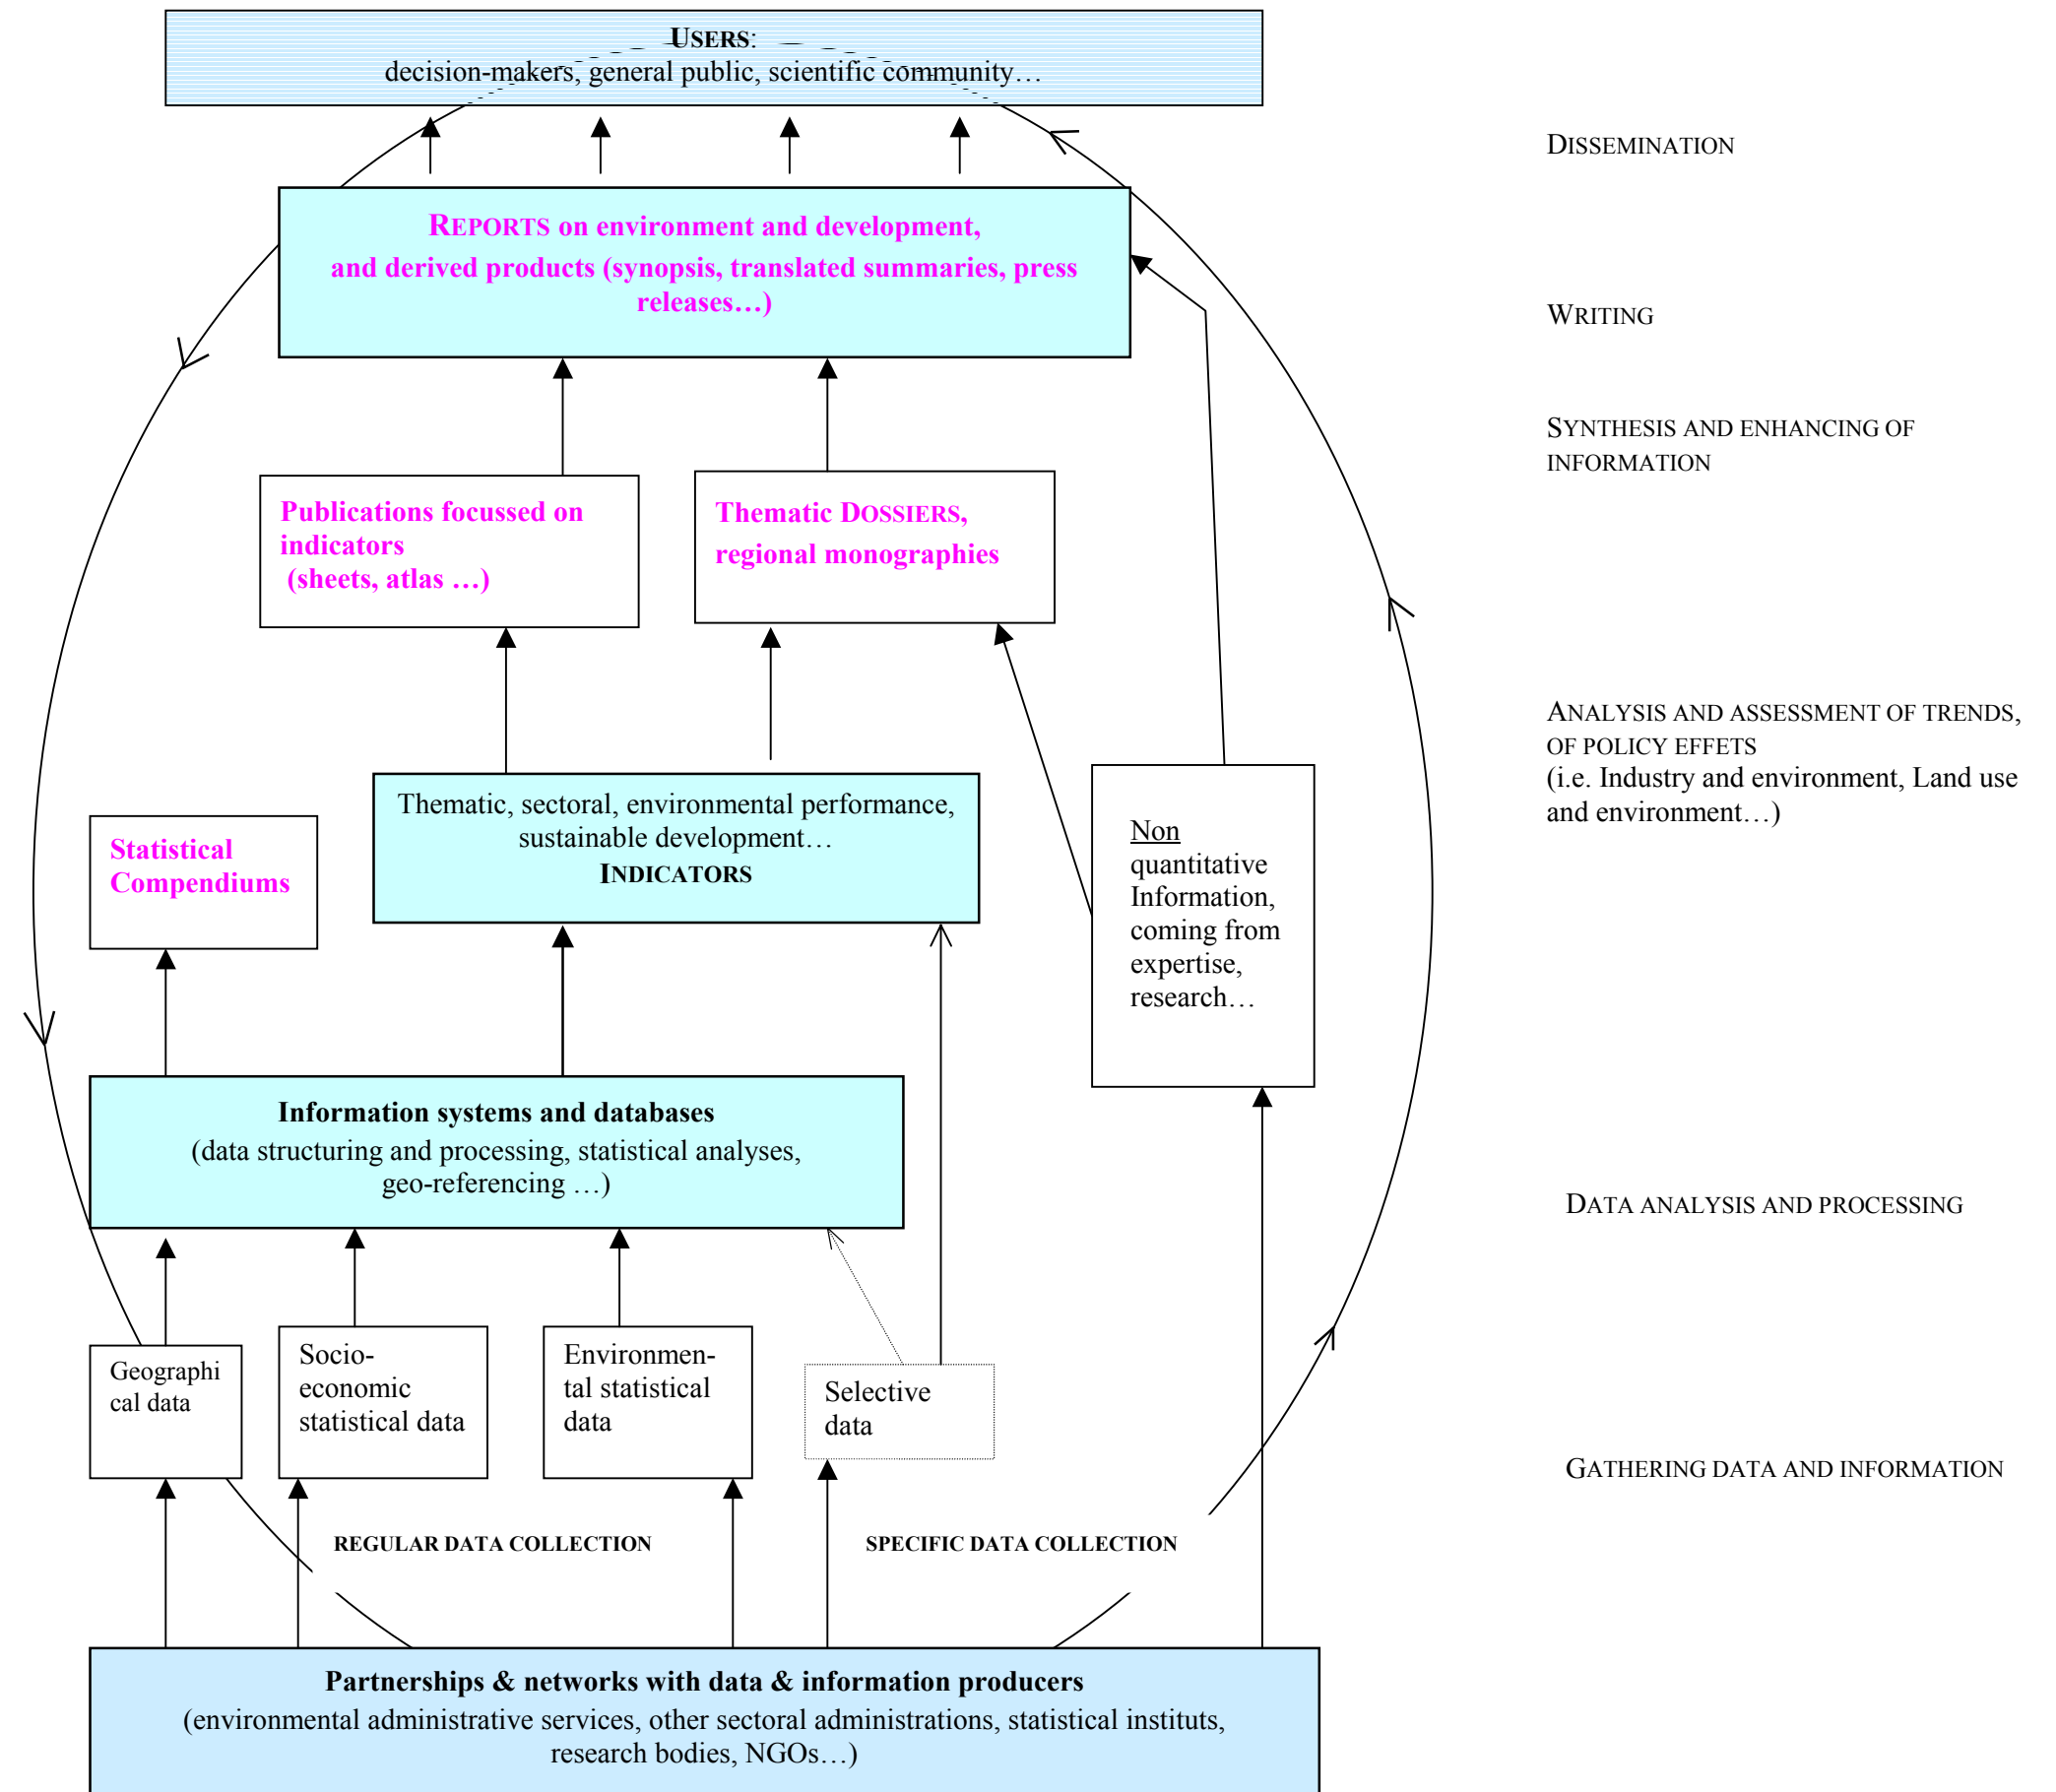 USERS:
decision-makers, general public, scientific community…
DISSEMINATION
REPORTS on environment and development,
and derived products (synopsis, translated summaries, press
releases…)
WRITING
SYNTHESIS AND ENHANCING OF
INFORMATION
Publications focussed on
indicators
(sheets, atlas …)
Thematic DOSSIERS,
regional monographies
ANALYSIS AND ASSESSMENT OF TRENDS,
OF POLICY EFFETS
(i.e. Industry and environment, Land use
and environment…)
Thematic, sectoral, environmental performance,
sustainable development…
INDICATORS
Statistical
Compendiums
Non
quantitative
Information,
coming from
expertise,
research…
Information systems and databases
(data structuring and processing, statistical analyses,
geo-referencing …)
DATA ANALYSIS AND PROCESSING
Geographi
cal data
Socio-
economic
statistical data
Environmen-
tal statistical
data
Selective
data
GATHERING DATA AND INFORMATION
REGULAR DATA COLLECTION
SPECIFIC DATA COLLECTION
Partnerships & networks with data & information producers
(environmental administrative services, other sectoral administrations, statistical instituts,
research bodies, NGOs…)